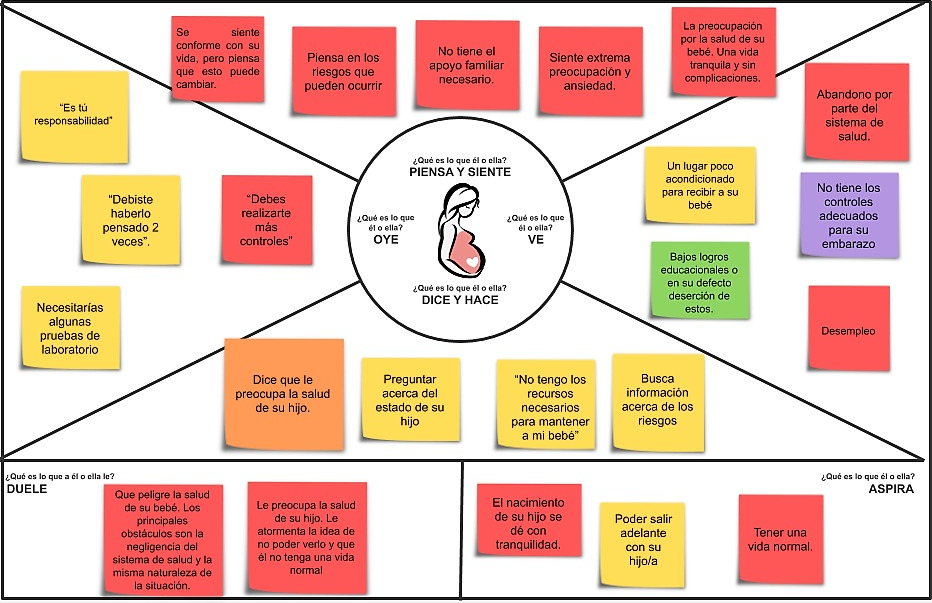 Se siente
conforme con su
vida, pero piensa
que esto puede
cambiar.
Piensa en los
riesgos que
pueden ocurrir
No tiene el
apoyo familiar
necesario.
Siente extrema
preocupación y
ansiedad.
La preocupación
por la salud de su
bebé. Una vida
tranquila y sin
complicaciones.
“Es tú
responsabilidad”
“Debiste
haberlo
pensado 2
veces”.
“Debes
realizarte
más
controles”
Necesitarías
algunas
pruebas de
laboratorio
¿Qué es lo que él o ella?
PIENSA Y SIENTE
¿Qué es lo que
él o ella?
OYE
¿Qué es lo que
él o ella?
VE
¿Qué es lo que él o ella?
DICE Y HACE
Abandono por
parte del
sistema de
salud.
Un lugar poco
acondicionado
para recibir a su
bebé
No tiene los
controles
adecuados
para su
embarazo
Bajos logros
educacionales o
en su defecto
deserción de
estos.
Desempleo
Dice que le
preocupa la salud
de su hijo.
Preguntar
acerca del
estado de su
hijo
“No tengo los
recursos
necesarios
para mantener
a mi bebé”
Busca
información
acerca de los
riesgos
¿Qué es lo que a él o ella le?
DUELE
Que peligre la salud
de su bebé. Los
principales
obstáculos son la
negligencia del
sistema de salud y la
misma naturaleza de
la situación.
Le preocupa la salud
de su hijo. Le
atormenta la idea de
no poder verlo y que
él no tenga una vida
normal
¿Qué es lo que él o ella?
ASPIRA
El nacimiento
de su hijo se
dé con
tranquilidad.
Poder salir
adelante
con su
hijo/a
Tener una
vida normal.